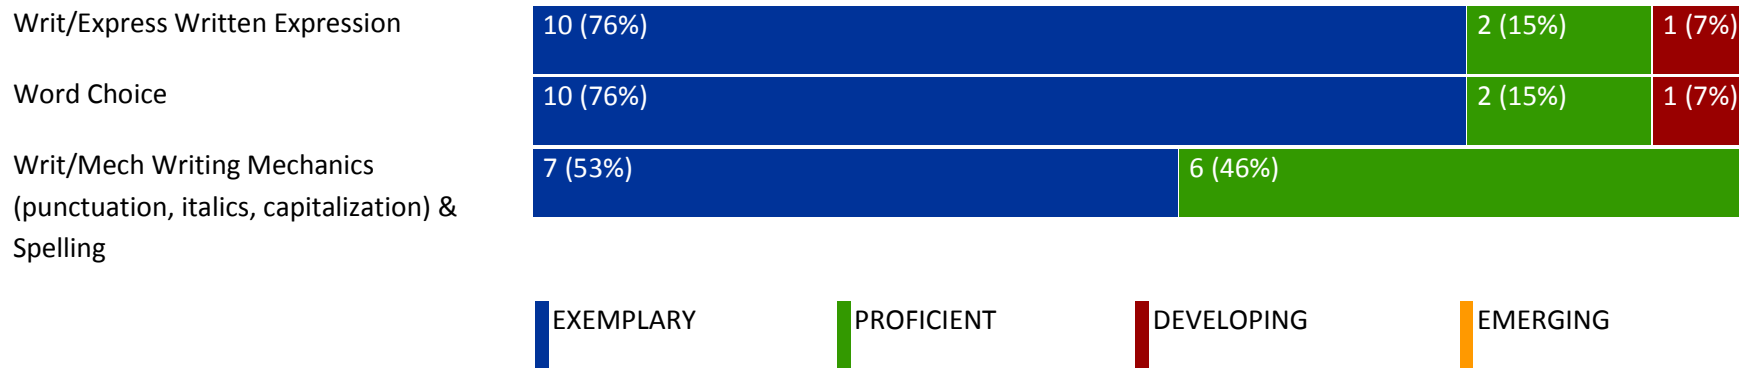 Writ/Express Written Expression 10 (76%) 2 (15%) 1 (7%)
Word Choice 10 (76%) 2 (15%) 1 (7%)
Writ/Mech Writing Mechanics 7 (53%) 6 (46%)
(punctuation, italics, capitalization) &
Spelling
EXEMPLARY PROFICIENT DEVELOPING EMERGING